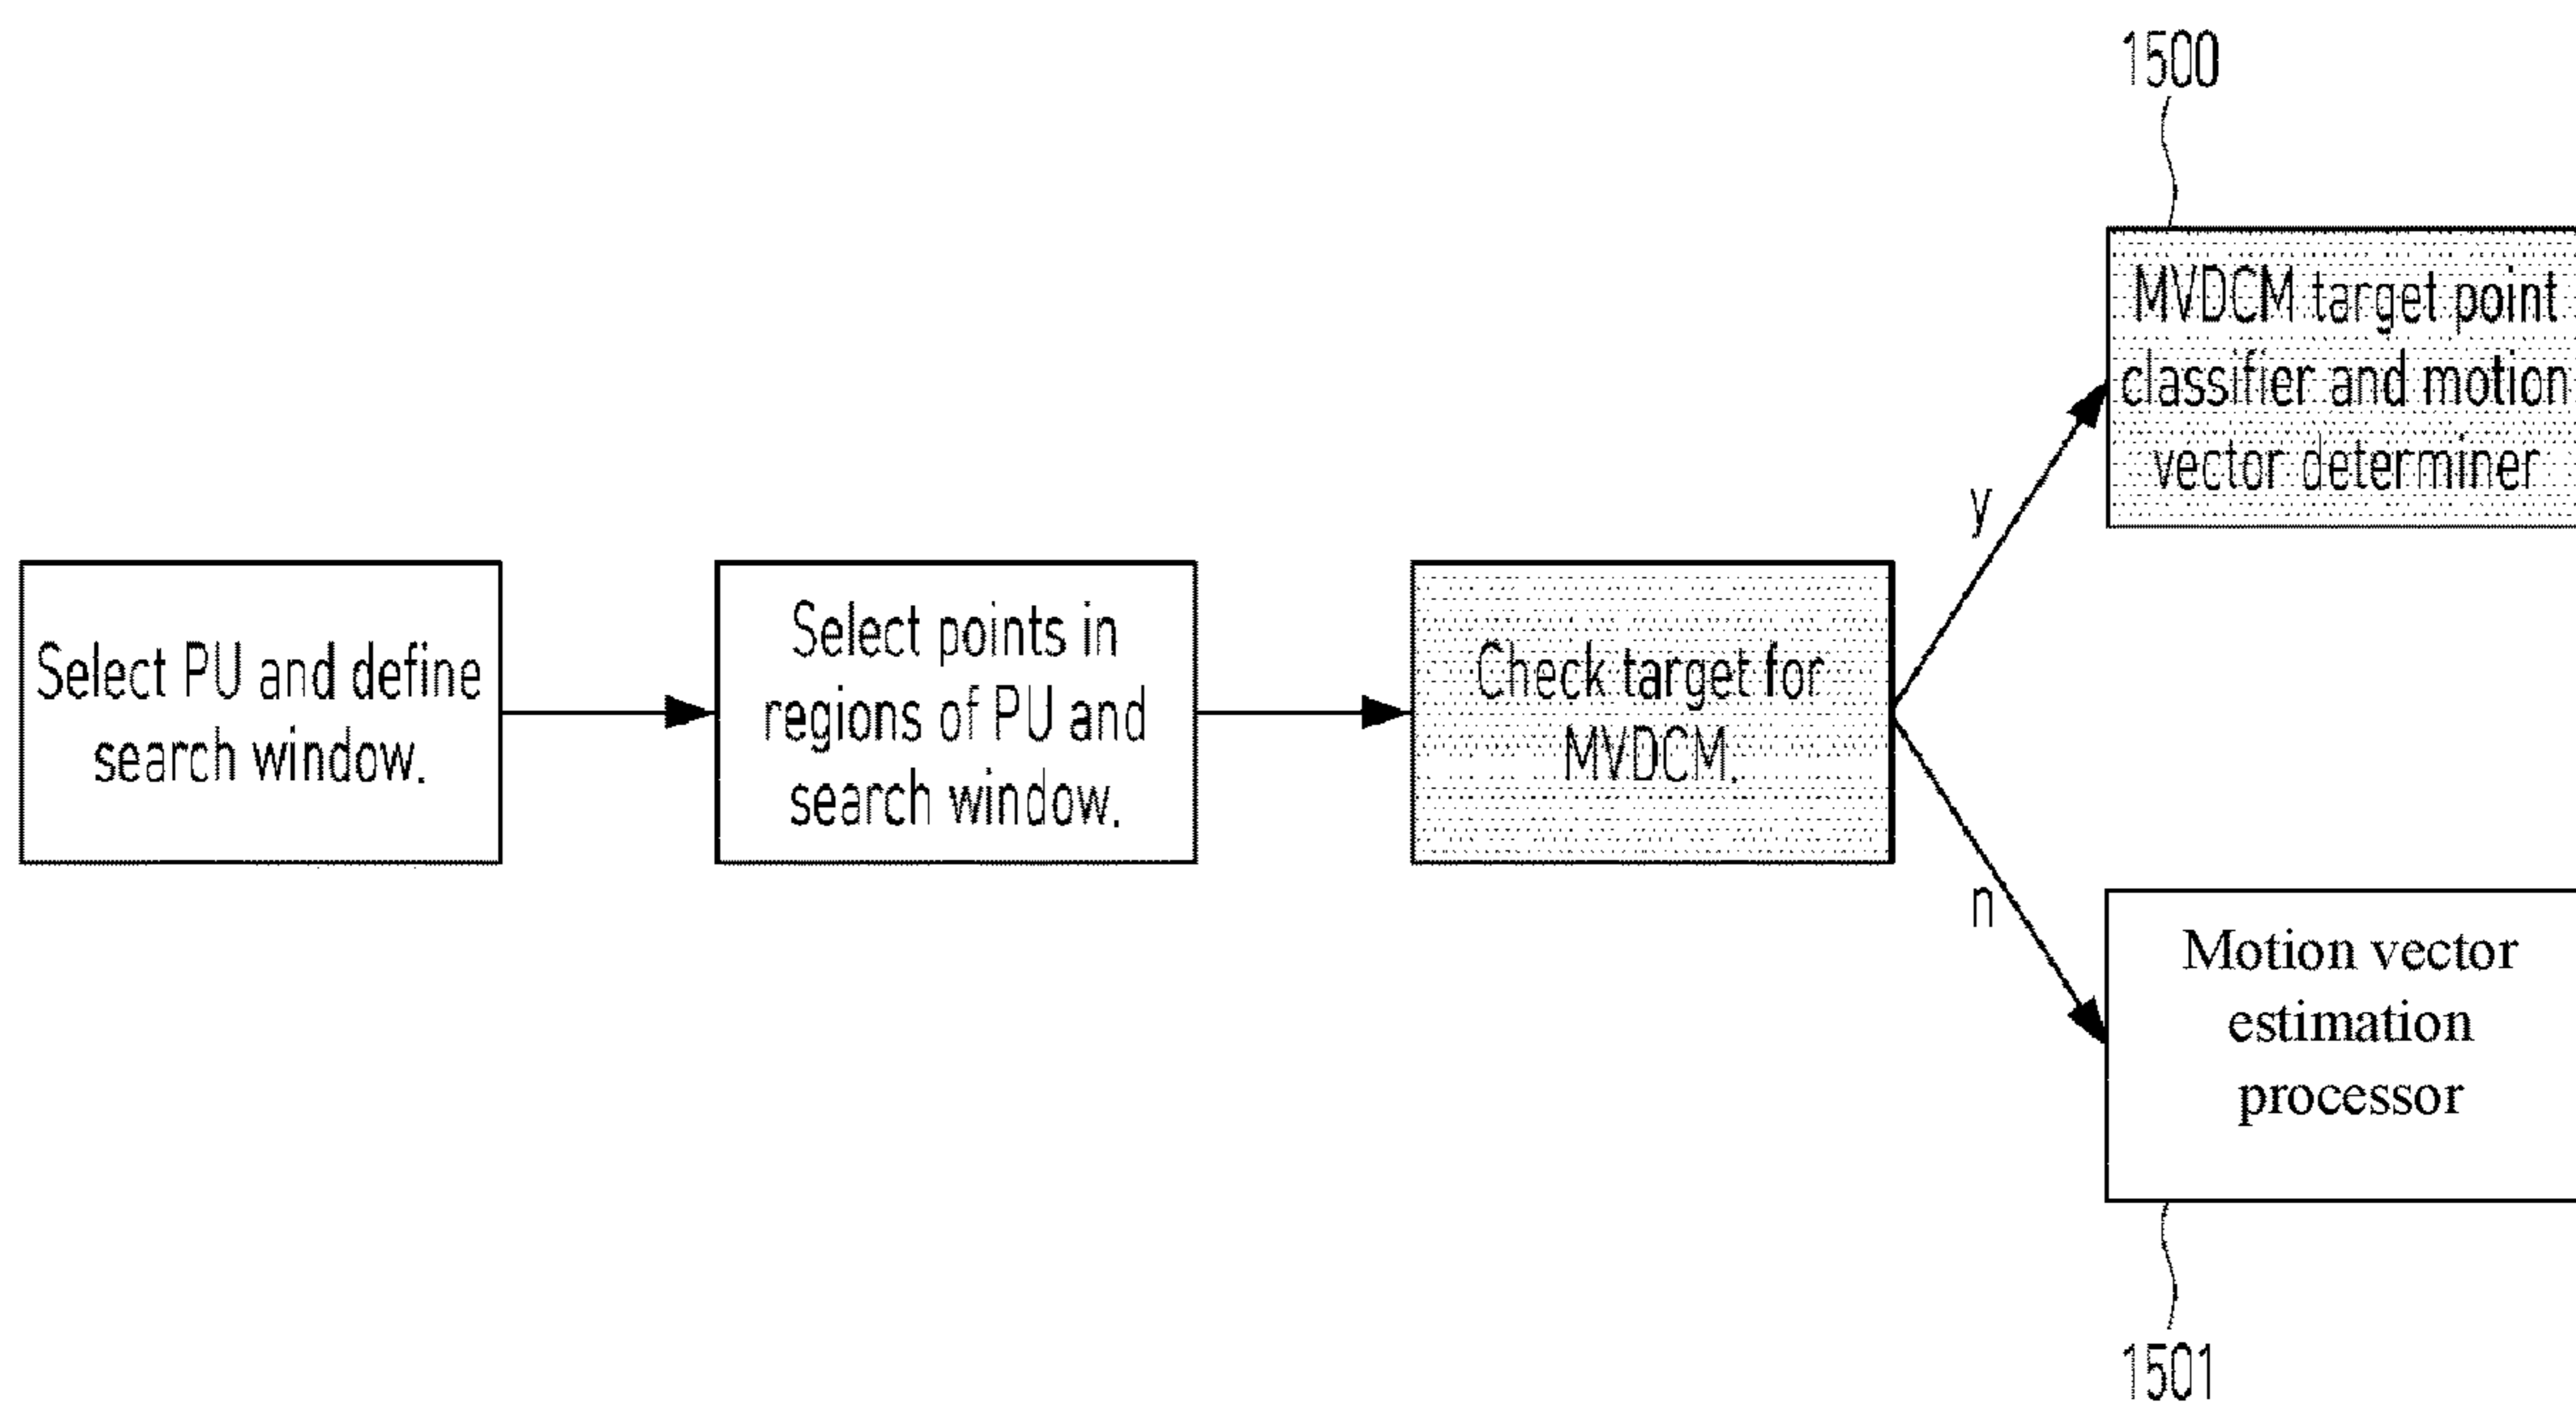 1500
MVDCM target point
classifier and motion
vector determiner
y
Select PU and define
search window.
Select points in
regions of PU and
search window.
Check target for
MVDCM.
n
Motion vector
estimation
processor
1501